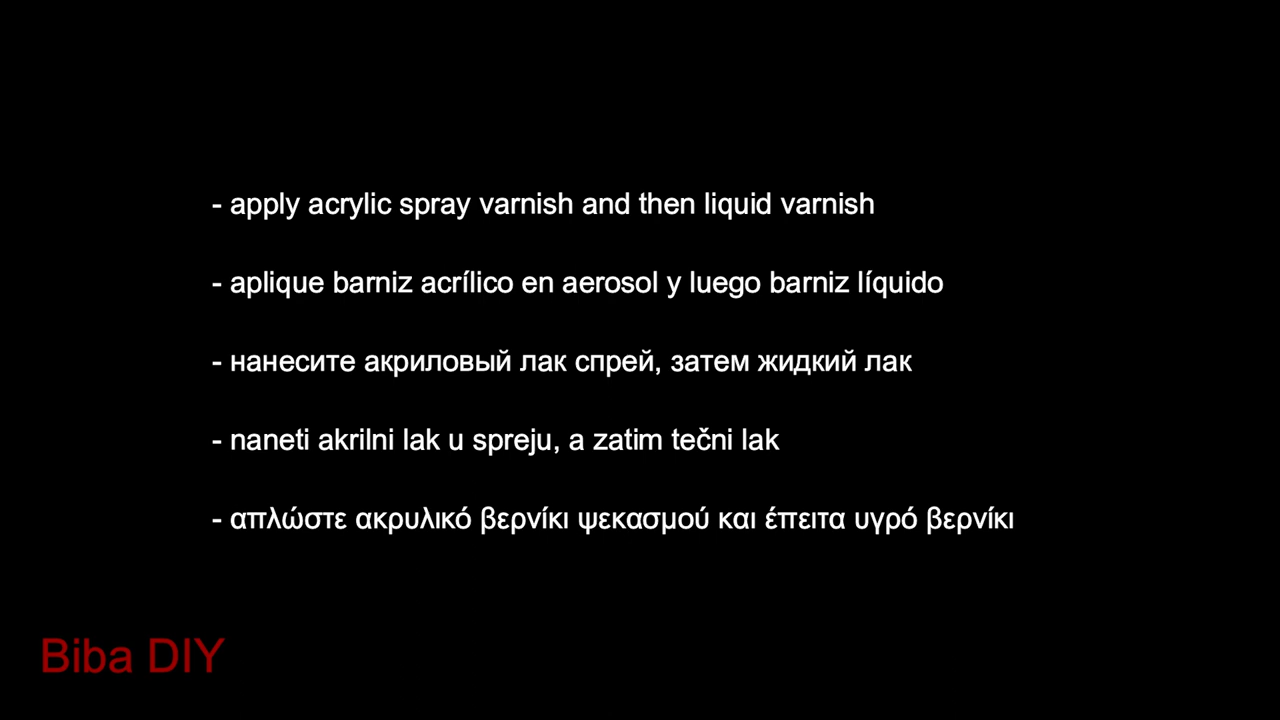 - apply acrylic spray varnish and then liquid varnish
- aplique barniz acrílico en aerosol y luego barniz líquido
- нанесите акриловый лак спрей, затем жидкий лак
- naneti akrilni lak u spreju, a zatim tečni lak
- απλώστε ακρυλικό βερνίκι ψεκασμού και έπειτα υγρό βερνίκι
Biba DIY